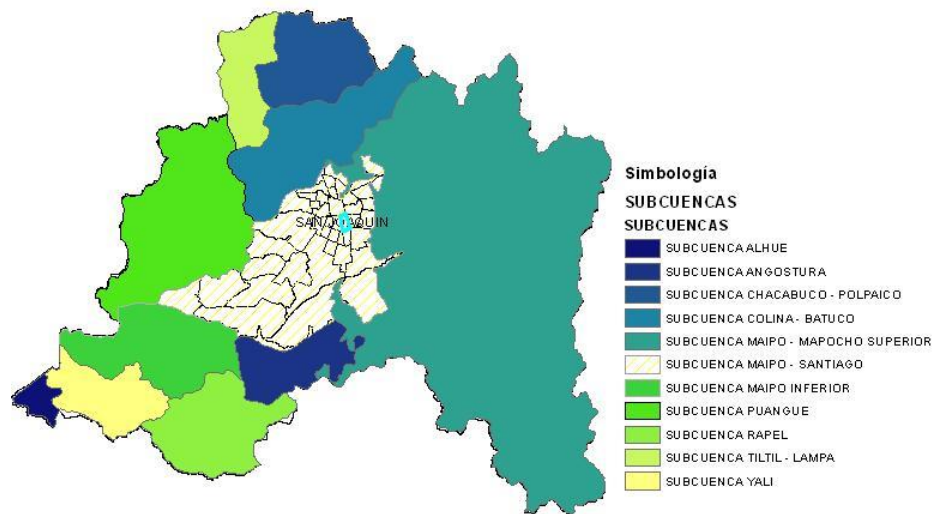 SAN JOAQUIN
Simbología
SUBCUENCAS
SUBCUENCAS
SUBCUENCA ALHUE
SUBCUENCA ANGOSTURA
SUBCUENCA CHACABUCO - POLPAICO
SUBCUENCA COLINA - BATUCO
SUBCUENCA MAIPO - MAPOCHO SUPERIOR
SUBCUENCA MAIPO - SANTIAGO
SUBCUENCA MAIPO INFERIOR
SUBCUENCA PUANGUE
SUBCUENCA RAPEL
SUBCUENCA TILTIL - LAMPA
SUBCUENCA YALI